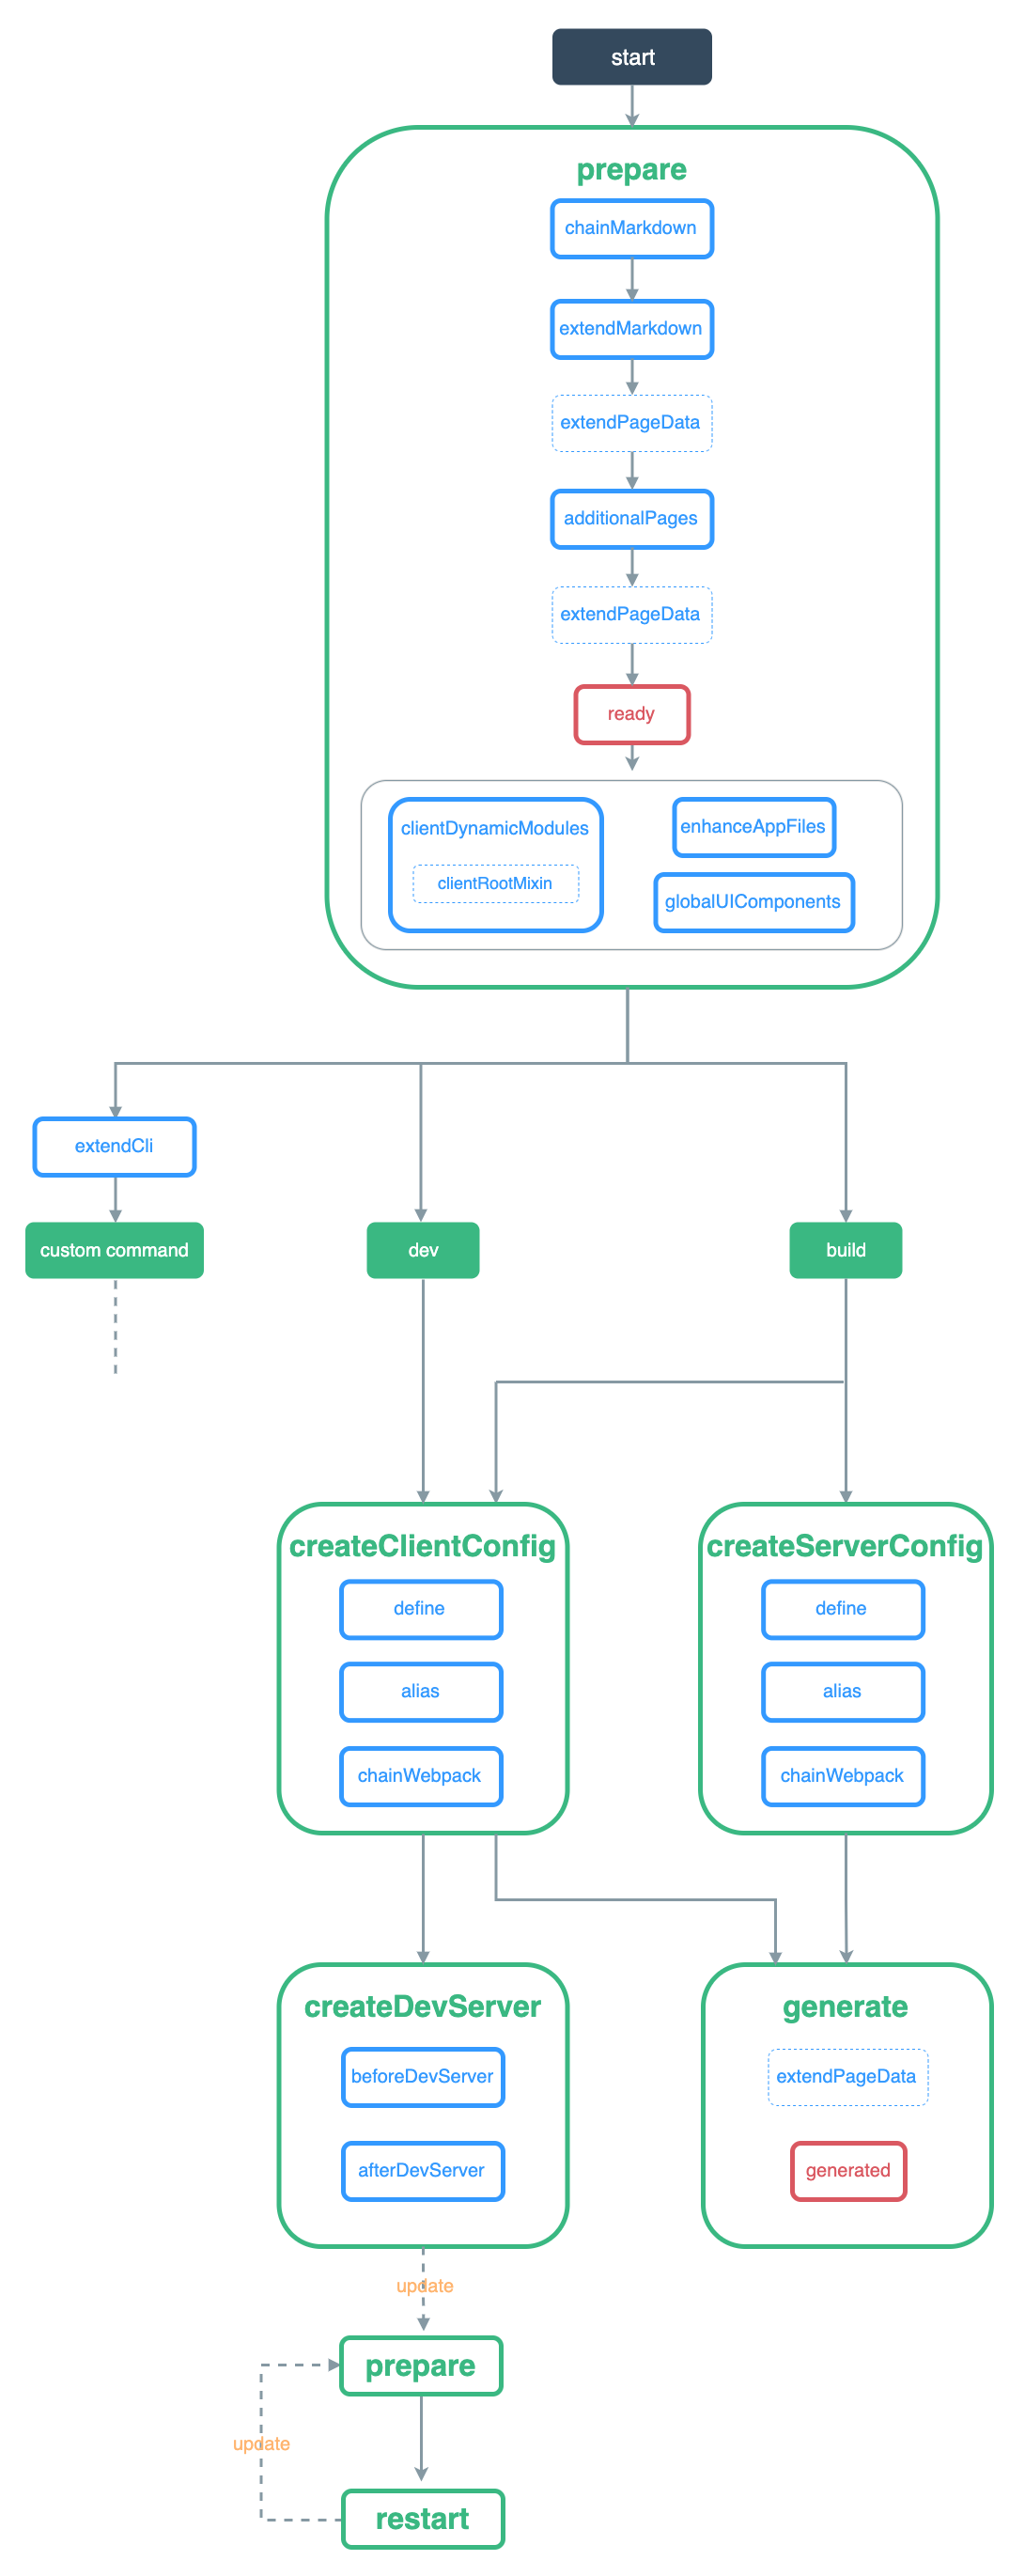 start
prepare
chainMarkdown
extendMarkdown
extendPageData
additionalPages
extendPageData
ready
clientDynamicModules
enhanceAppFiles
clientRootMixin
globalUIComponents
extendCli
custom command
dev
build
createClientConfig
createServerConfig
define
define
alias
alias
chainWebpack
chainWebpack
createDevServer
generate
beforeDevServer
extendPageData
afterDevServer
generated
update
prepare
update
restart